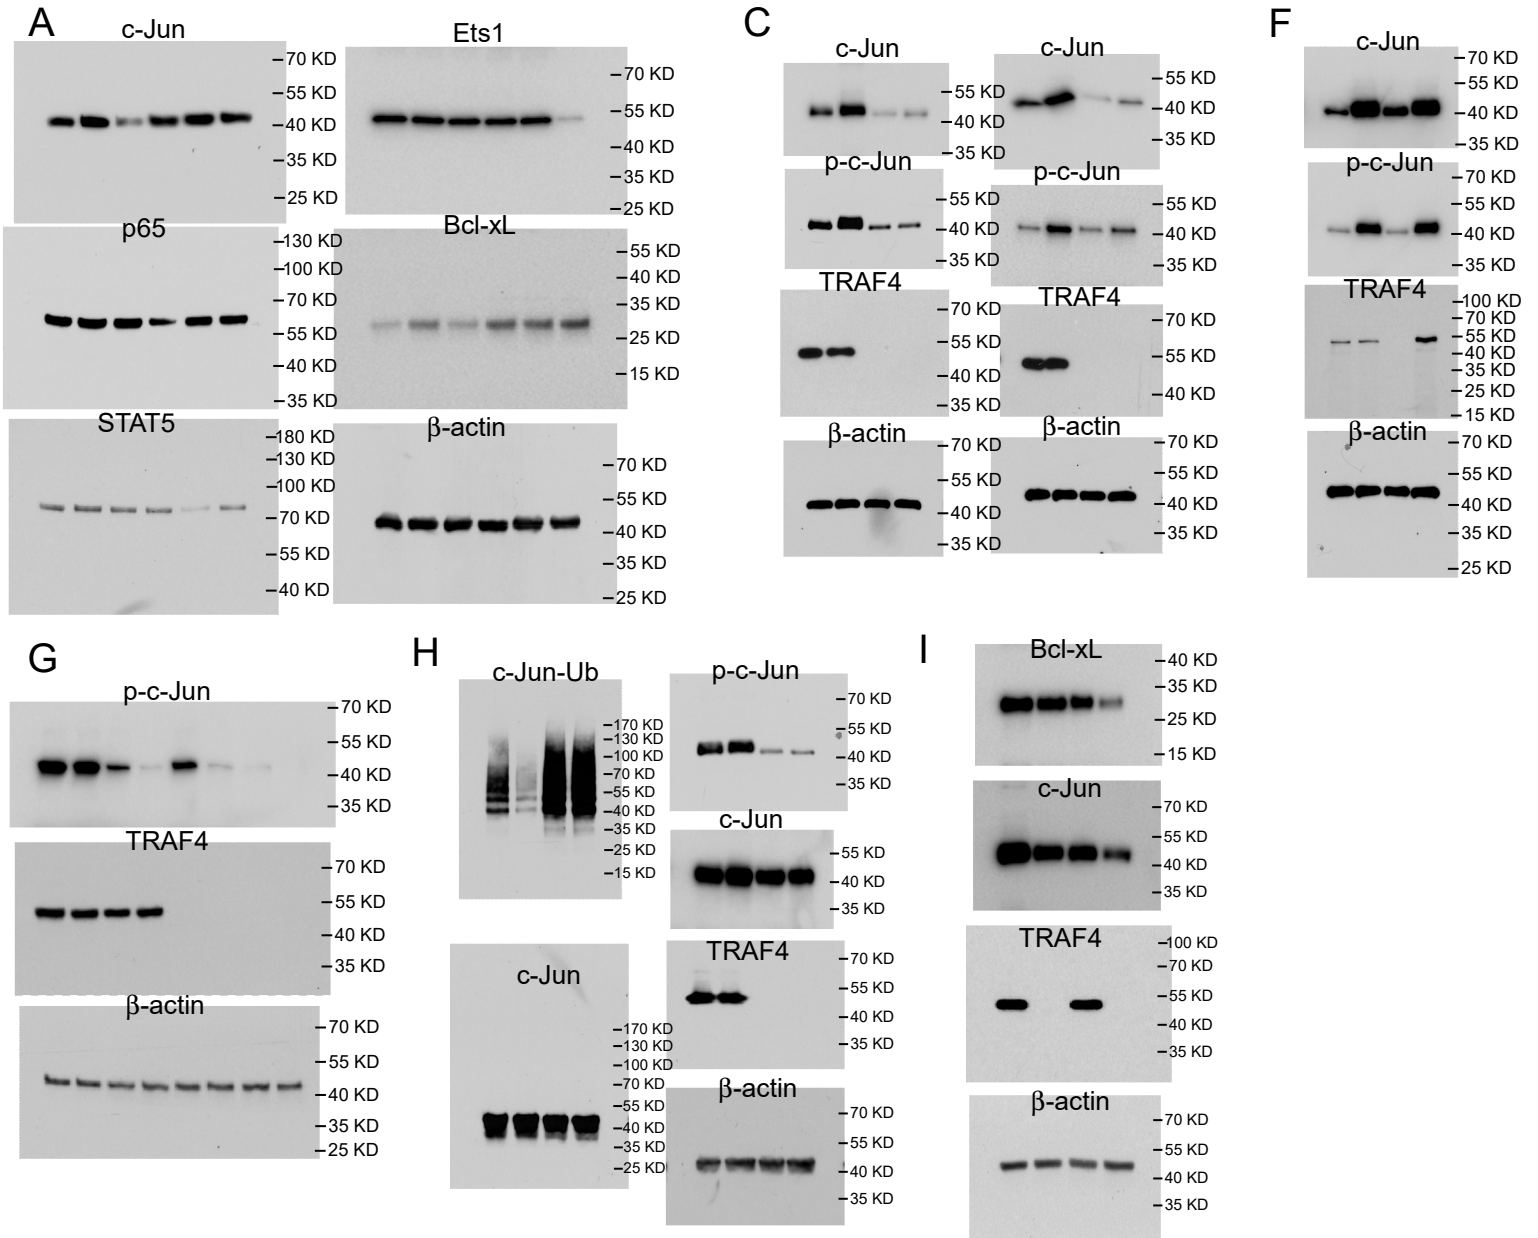 A
c-Jun
70 KD
55 KD
40 KD
35 KD
25 KD
Ets1
70 KD
55 KD
40 KD
35 KD
25 KD
p65
130 KD
100 KD
70 KD
55 KD
40 KD
35 KD
Bcl-xL
55 KD
40 KD
35 KD
25 KD
15 KD
STAT5
180 KD
130 KD
100 KD
70 KD
55 KD
40 KD
β-actin
70 KD
55 KD
40 KD
35 KD
25 KD
C
c-Jun
55 KD
40 KD
35 KD
c-Jun
55 KD
40 KD
35 KD
p-c-Jun
55 KD
40 KD
35 KD
p-c-Jun
55 KD
40 KD
35 KD
TRAF4
70 KD
55 KD
40 KD
35 KD
TRAF4
70 KD
55 KD
40 KD
β-actin
70 KD
55 KD
40 KD
35 KD
β-actin
70 KD
55 KD
40 KD
35 KD
F
c-Jun
70 KD
55 KD
40 KD
35 KD
p-c-Jun
70 KD
55 KD
40 KD
35 KD
TRAF4
100 KD
70 KD
55 KD
40 KD
35 KD
25 KD
15 KD
β-actin
70 KD
55 KD
40 KD
35 KD
25 KD
G
p-c-Jun
70 KD
55 KD
40 KD
35 KD
TRAF4
70 KD
55 KD
40 KD
35 KD
β-actin
70 KD
55 KD
40 KD
35 KD
25 KD
H
c-Jun-Ub
170 KD
130 KD
100 KD
70 KD
55 KD
40 KD
35 KD
25 KD
15 KD
c-Jun
170 KD
130 KD
100 KD
70 KD
55 KD
40 KD
35 KD
25 KD
p-c-Jun
70 KD
55 KD
40 KD
35 KD
c-Jun
55 KD
40 KD
35 KD
TRAF4
70 KD
55 KD
40 KD
35 KD
β-actin
70 KD
55 KD
40 KD
35 KD
I
Bcl-xL
40 KD
35 KD
25 KD
15 KD
c-Jun
70 KD
55 KD
40 KD
35 KD
TRAF4
100 KD
70 KD
55 KD
40 KD
35 KD
β-actin
70 KD
55 KD
40 KD
35 KD